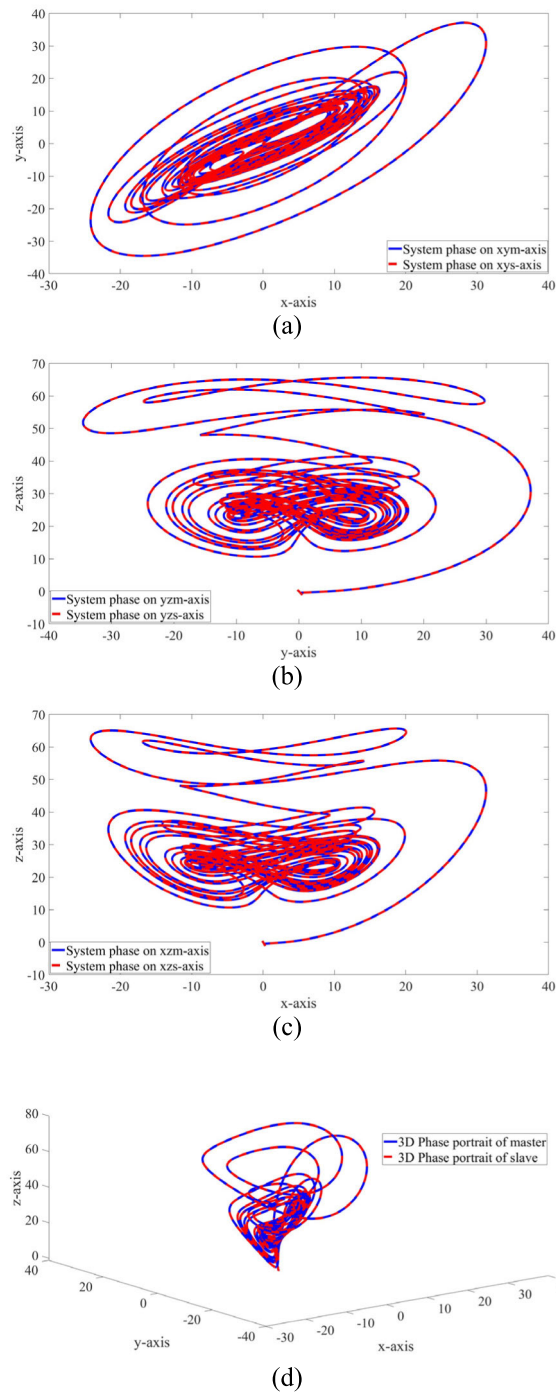 40
30
20
10
0
-10
-20
-30
40
y-axis
-30 -20 -10 0 10 20 30 40
x-axis
System phase on xym-axis
System phase on xys-axis
(a)
70
60
50
40
30
20
10
0
-10
z-axis
-40 -30 -20 -10 0 10 20 30 40
y-axis
System phase on yzm-axis
System phase on yzs-axis
(b)
70
60
50
40
30
20
10
0
-10
z-axis
-30 -20 -10 0 10 20 30 40
x-axis
System phase on xzm-axis
System phase on xzs-axis
(c)
80
60
40
20
0
z-axis
3D Phase portrait of master
3D Phase portrait of slave
40 20 0 -20 -40
y-axis
-30 -20 -10 0 10 20 30 40
x-axis
(d)